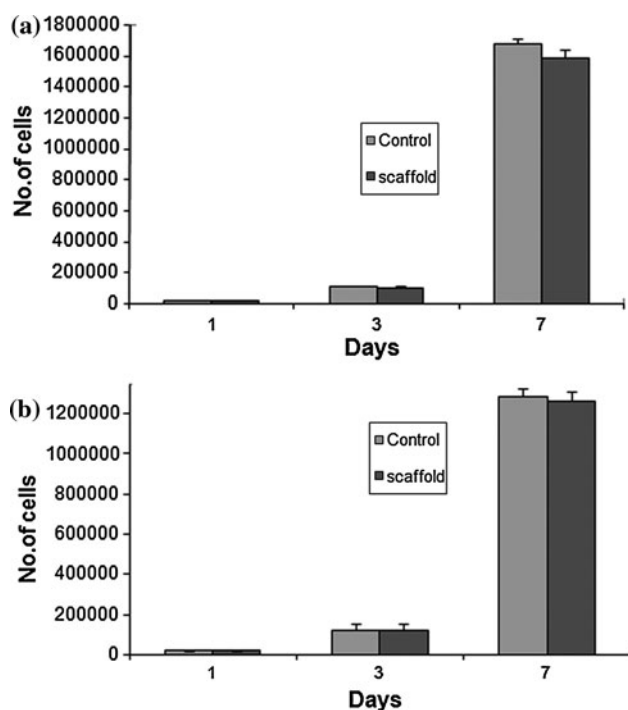 (a)
1800000
1600000
1400000
1200000
1000000
800000
600000
400000
200000
0
No.of cells
Control
scaffold
1 3 7
Days
(b)
1200000
1000000
800000
600000
400000
200000
0
No.of cells
Control
scaffold
1 3 7
Days